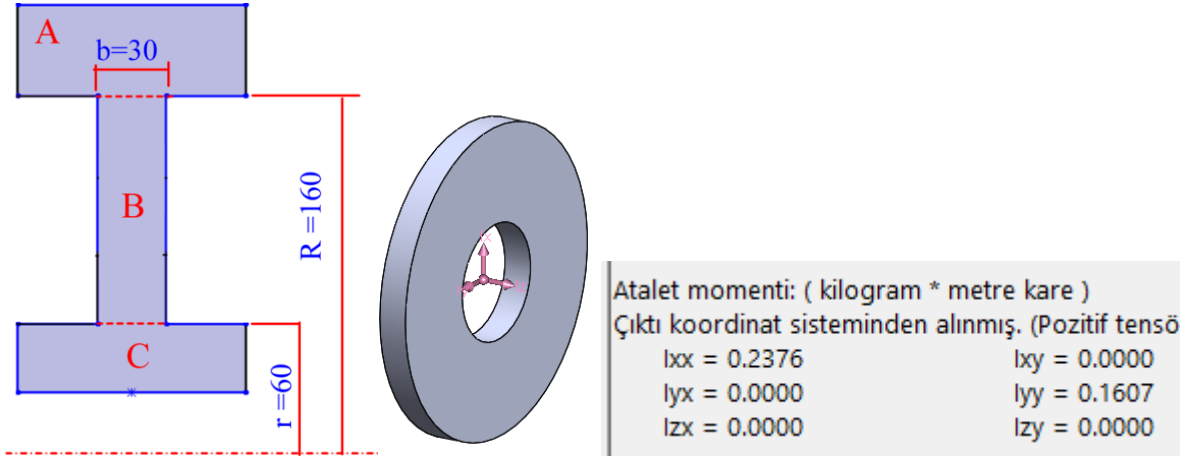 A
b=30
B
R =160
C
r =60
Atalet momenti: ( kilogram * metre kare )
Çıktı koordinat sisteminden alınmış. (Pozitif tensö
Ixx = 0.2376 Ixy = 0.0000
Iyx = 0.0000 Iyy = 0.1607
Izx = 0.0000 Izy = 0.0000